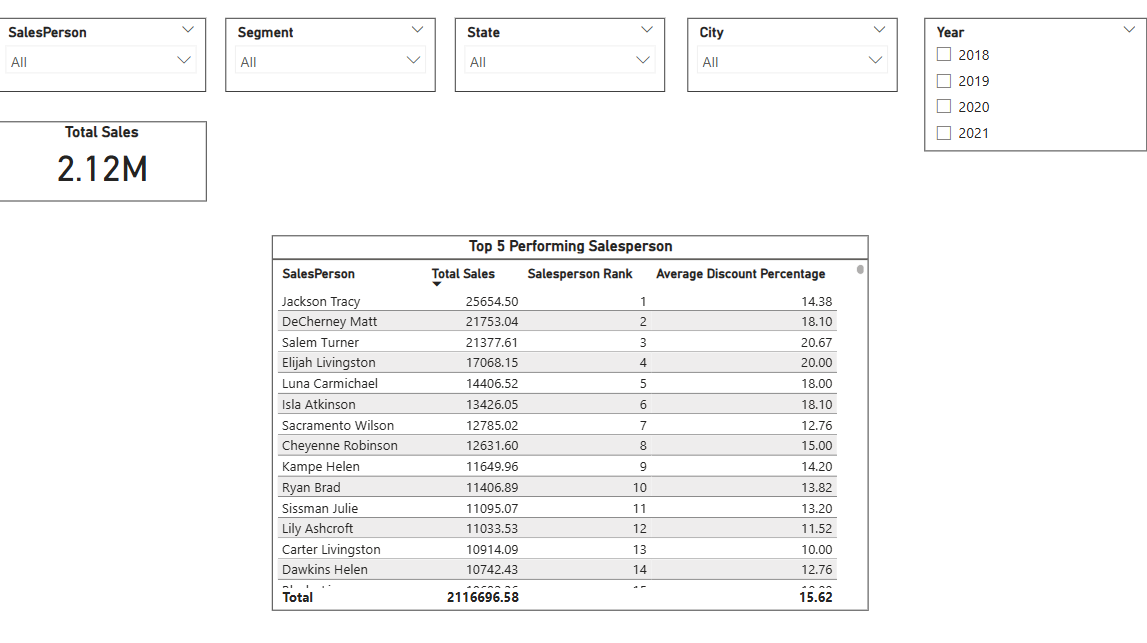 SalesPerson
All
Segment
All
State
All
City
All
Year
2018
2019
2020
2021
Total Sales
2.12M
Top 5 Performing Salesperson
SalesPerson Total Sales Salesperson Rank Average Discount Percentage
Jackson Tracy 25654.50 1 14.38
DeCherney Matt 21753.04 2 18.10
Salem Turner 21377.61 3 20.67
Elijah Livingston 17068.15 4 20.00
Luna Carmichael 14406.52 5 18.00
Isla Atkinson 13426.05 6 18.10
Sacramento Wilson 12785.02 7 12.76
Cheyenne Robinson 12631.60 8 15.00
Kampe Helen 11649.96 9 14.20
Ryan Brad 11406.89 10 13.82
Sissman Julie 11095.07 11 13.20
Lily Ashcroft 11033.53 12 11.52
Carter Livingston 10914.09 13 10.00
Dawkins Helen 10742.43 14 12.76
Total 2116696.58 15.62